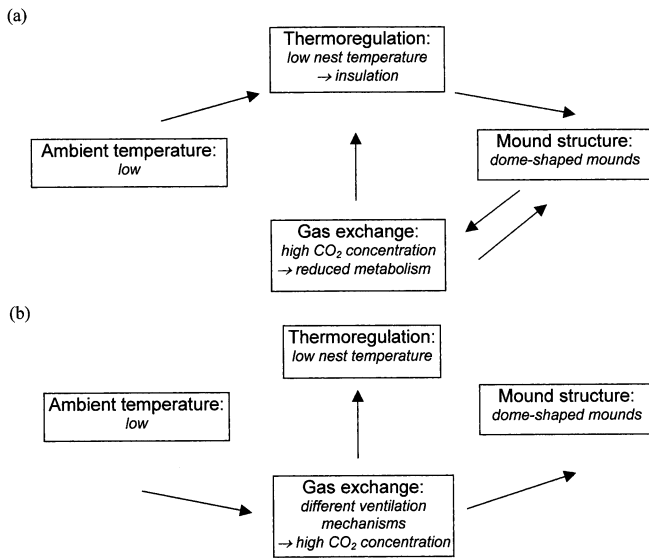 (a)
Thermoregulation:
low nest temperature
→ insulation
Ambient temperature:
low
Mound structure:
dome-shaped mounds
Gas exchange:
high CO₂ concentration
→ reduced metabolism
(b)
Thermoregulation:
low nest temperature
Ambient temperature:
low
Mound structure:
dome-shaped mounds
Gas exchange:
different ventilation
mechanisms
→ high CO₂ concentration